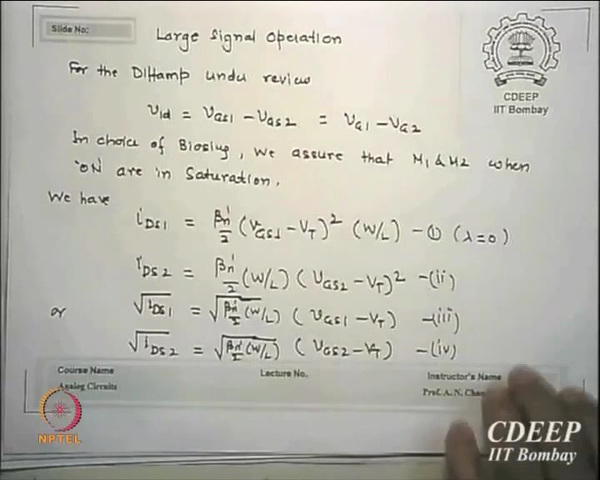 Slide No:
Large Signal Operation
CDEEP
IIT Bombay
For the Diffamp under review
vid = vGS1 - vGS2 = vG1 - vG2
In choice of Biasing, we assure that M1 & M2 when
'ON' are in Saturation.
We have
iDS1 = βn'/2 (vGS1 - VT)² (W/L) - (i) (λ=0)
iDS2 = βn'/2 (W/L) (vGS2 - VT)² - (ii)
or √iDS1 = √(βn'/2 (W/L)) (vGS1 - VT) - (iii)
√iDS2 = √(βn'/2 (W/L)) (vGS2 - VT) - (iv)
Course Name
Lecture No.
Instructor's Name
Analog Circuits
Prof. A. N. Chan
NPTEL
CDEEP
IIT Bombay